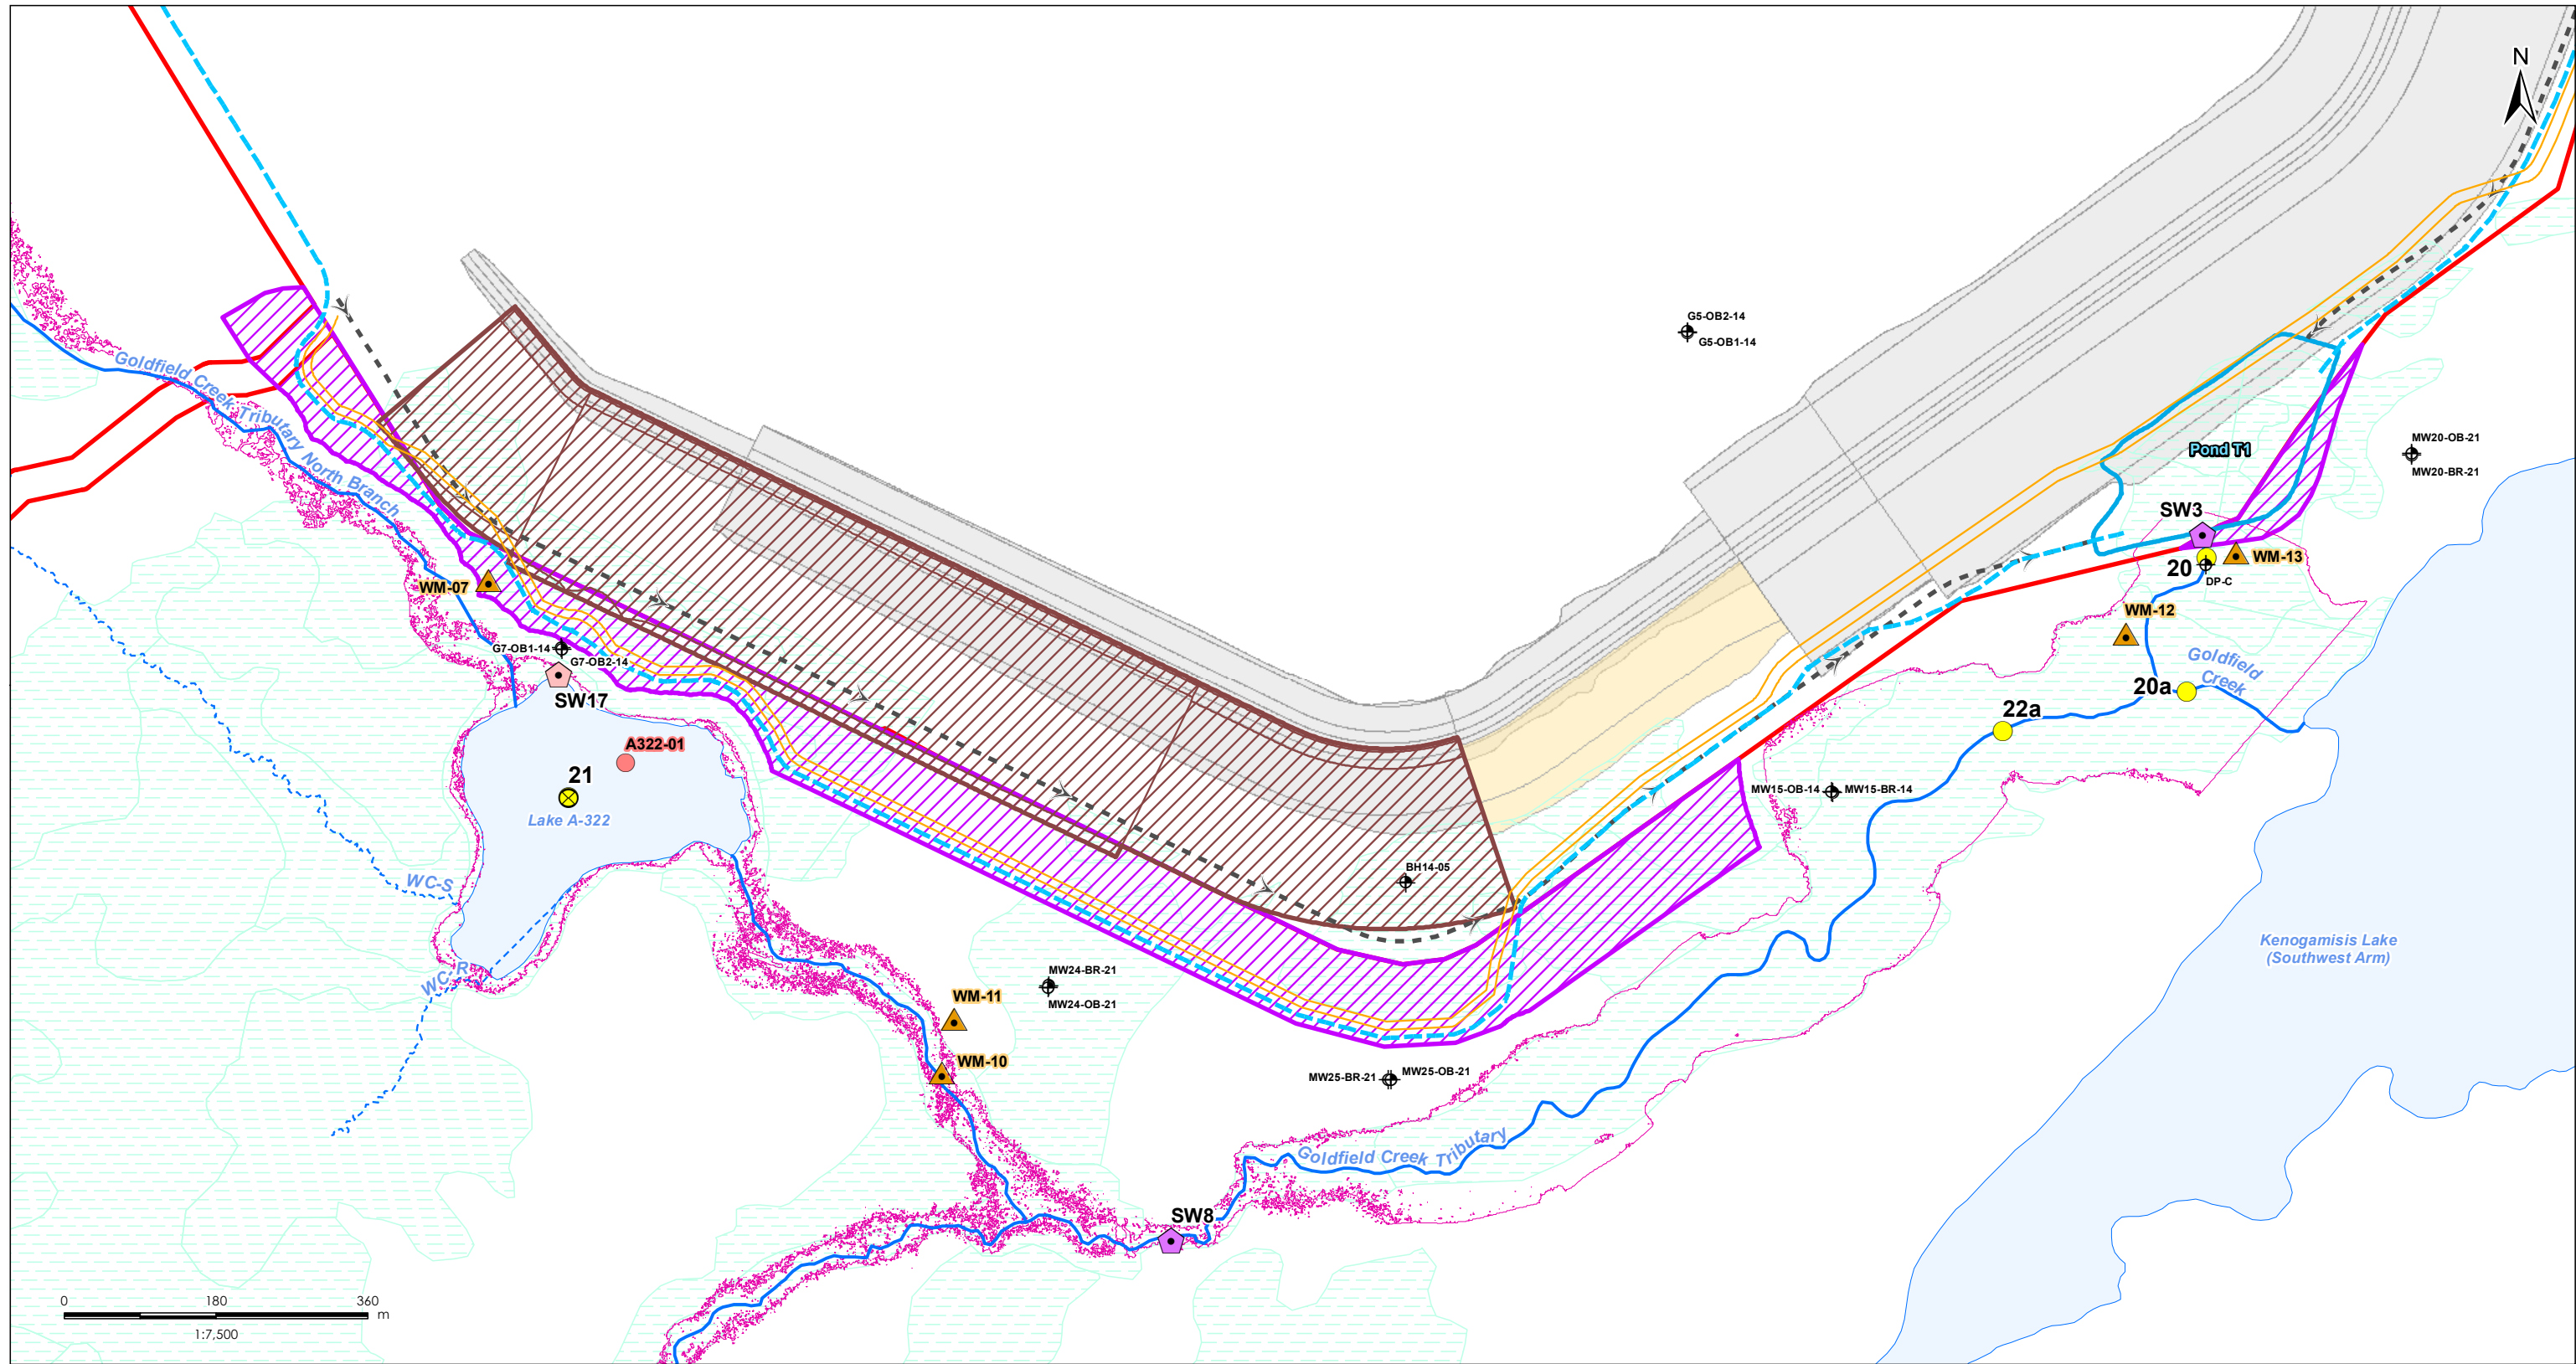 N
G5-OB2-14
G5-OB1-14
Goldfield Creek Tributary North Branch
MW20-OB-21
Pond T1
MW20-BR-21
SW3
WM-13
20
DP-C
WM-07
WM-12
G7-OB1-14
G7-OB2-14
Goldfield
Creek
20a
SW17
22a
A322-01
21
MW15-OB-14
MW15-BR-14
Lake A-322
BH14-05
WC-S
Kenogamisis Lake
(Southwest Arm)
WC-R
MW24-BR-21
WM-11
MW24-OB-21
WM-10
MW25-BR-21
MW25-OB-21
Goldfield Creek Tributary
SW8
0 180 360
m
1:7,500